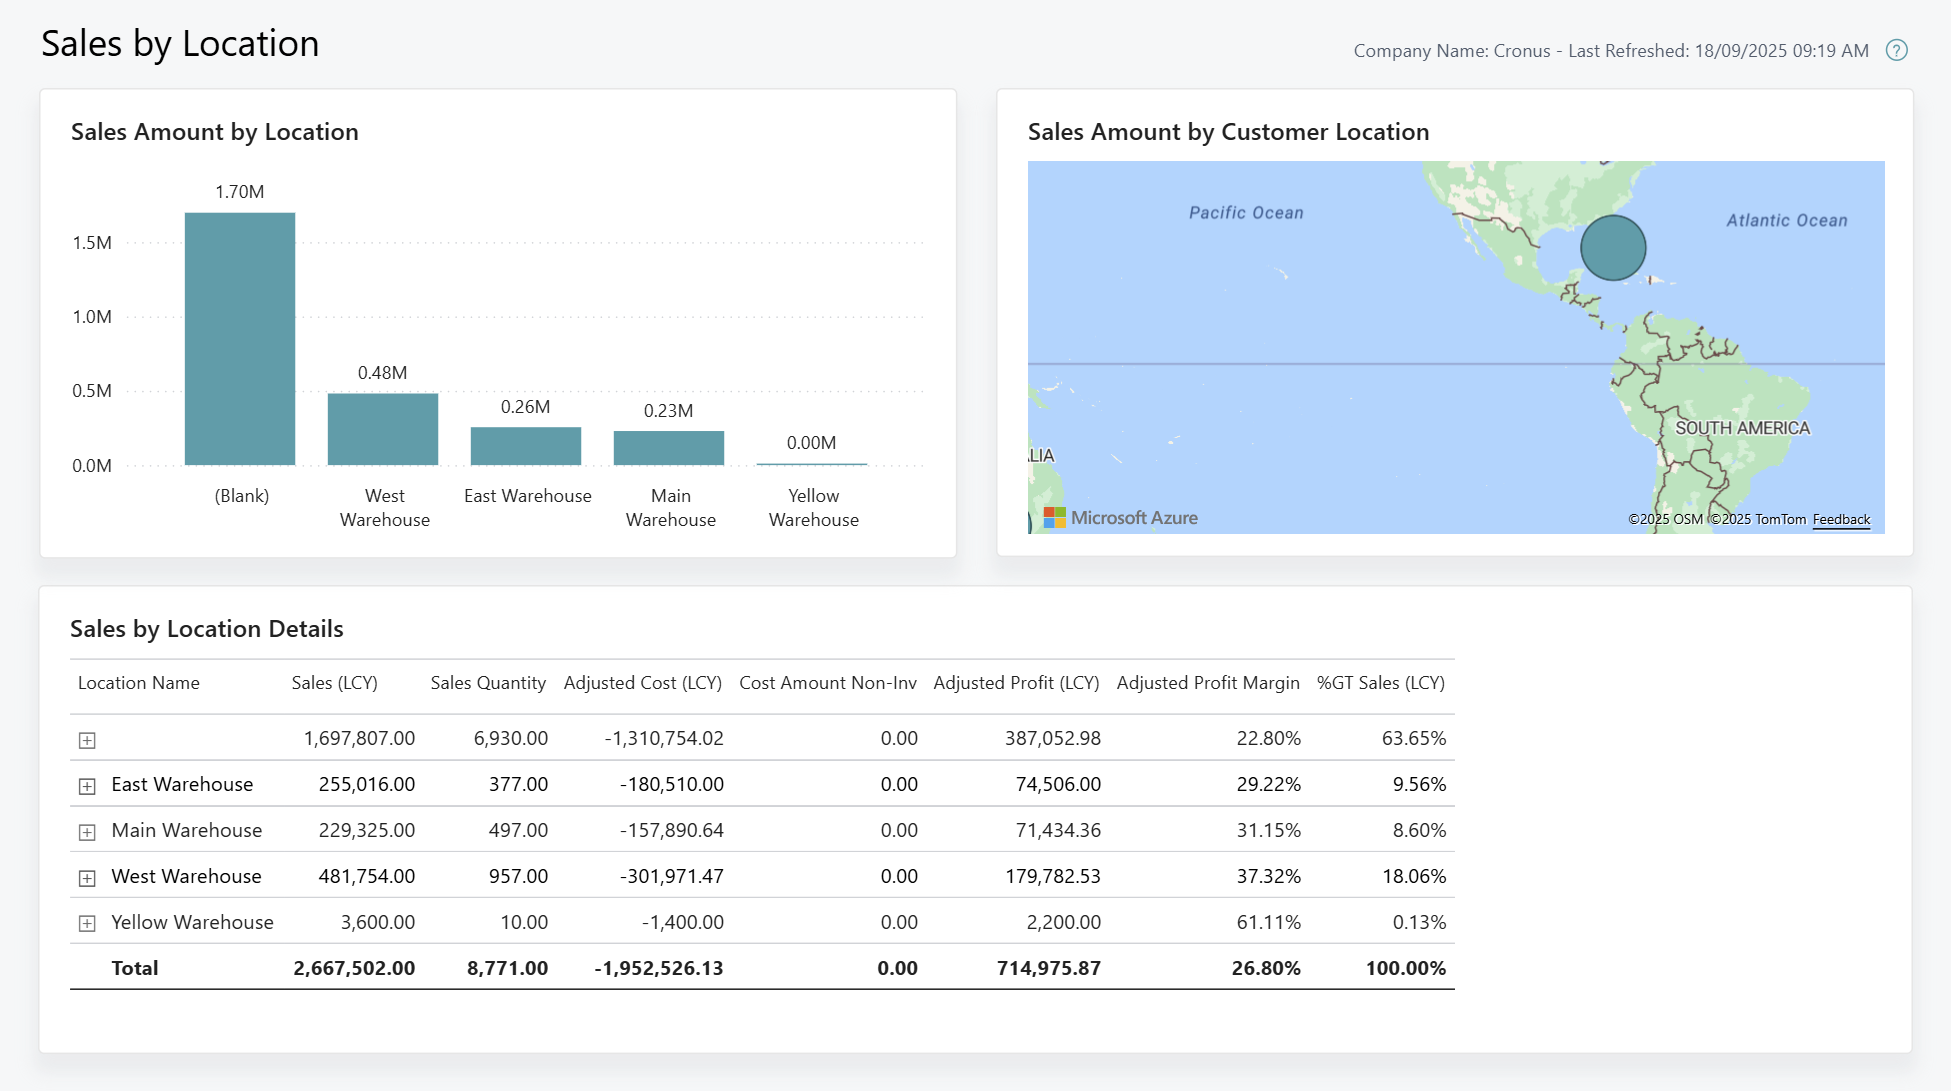 Sales by Location
Company Name: Cronus - Last Refreshed: 18/09/2025 09:19 AM
?
Sales Amount by Location
1.70M
1.5M
1.0M
0.48M
0.5M
0.26M
0.23M
0.00M
0.0M
(Blank)
West Warehouse
East Warehouse
Main Warehouse
Yellow Warehouse
Sales Amount by Customer Location
Pacific Ocean
Atlantic Ocean
SOUTH AMERICA
LIA
Microsoft Azure
©2025 OSM ©2025 TomTom Feedback
Sales by Location Details
Location Name Sales (LCY) Sales Quantity Adjusted Cost (LCY) Cost Amount Non-Inv Adjusted Profit (LCY) Adjusted Profit Margin %GT Sales (LCY)
1,697,807.00 6,930.00 -1,310,754.02 0.00 387,052.98 22.80% 63.65%
East Warehouse 255,016.00 377.00 -180,510.00 0.00 74,506.00 29.22% 9.56%
Main Warehouse 229,325.00 497.00 -157,890.64 0.00 71,434.36 31.15% 8.60%
West Warehouse 481,754.00 957.00 -301,971.47 0.00 179,782.53 37.32% 18.06%
Yellow Warehouse 3,600.00 10.00 -1,400.00 0.00 2,200.00 61.11% 0.13%
Total 2,667,502.00 8,771.00 -1,952,526.13 0.00 714,975.87 26.80% 100.00%